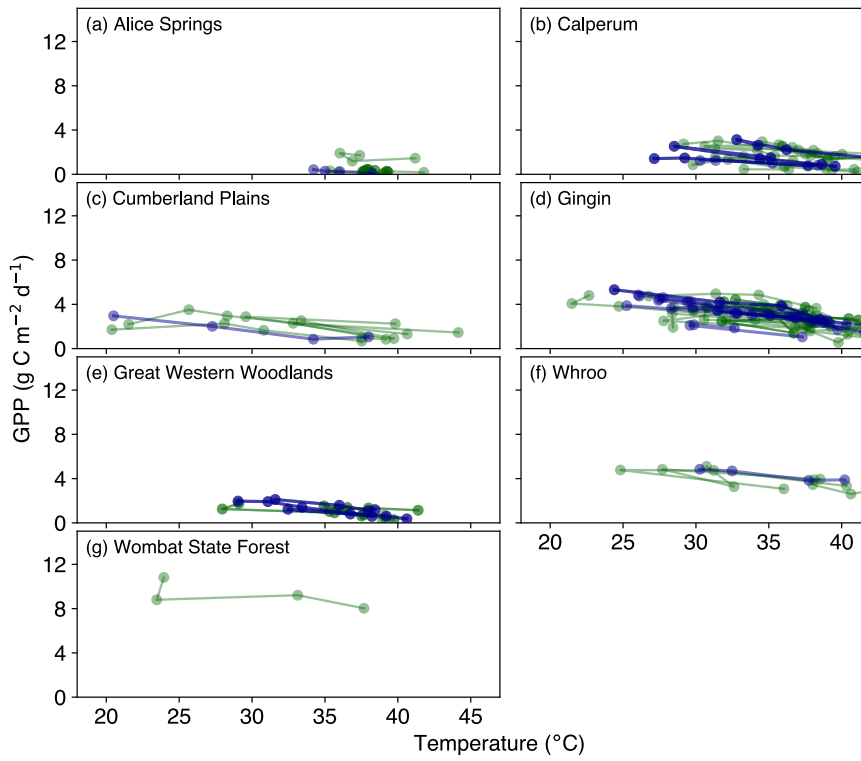 (a) Alice Springs
(b) Calperum
12
8
4
0
(c) Cumberland Plains
(d) Gingin
12
8
4
0
(e) Great Western Woodlands
(f) Whroo
12
8
4
0
(g) Wombat State Forest
20 25 30 35 40
12
8
4
0
20 25 30 35 40 45
GPP (g C m⁻² d⁻¹)
Temperature (°C)